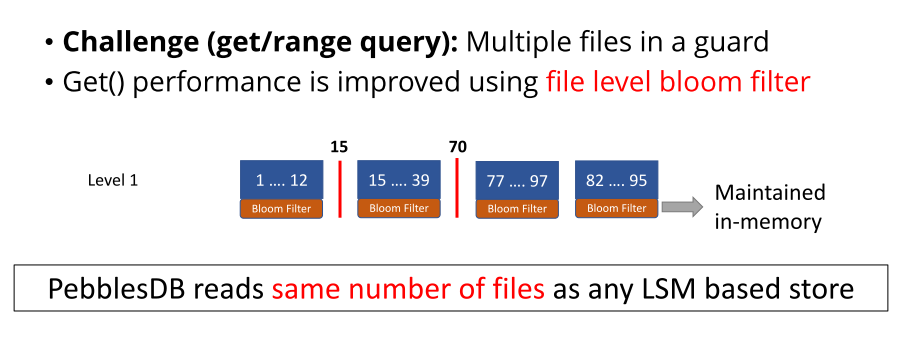 • Challenge (get/range query): Multiple files in a guard
• Get() performance is improved using file level bloom filter
15 70
Level 1 1 .... 12 15 .... 39 77 .... 97 82 .... 95
Bloom Filter Bloom Filter Bloom Filter Bloom Filter
Maintained
in-memory
PebblesDB reads same number of files as any LSM based store